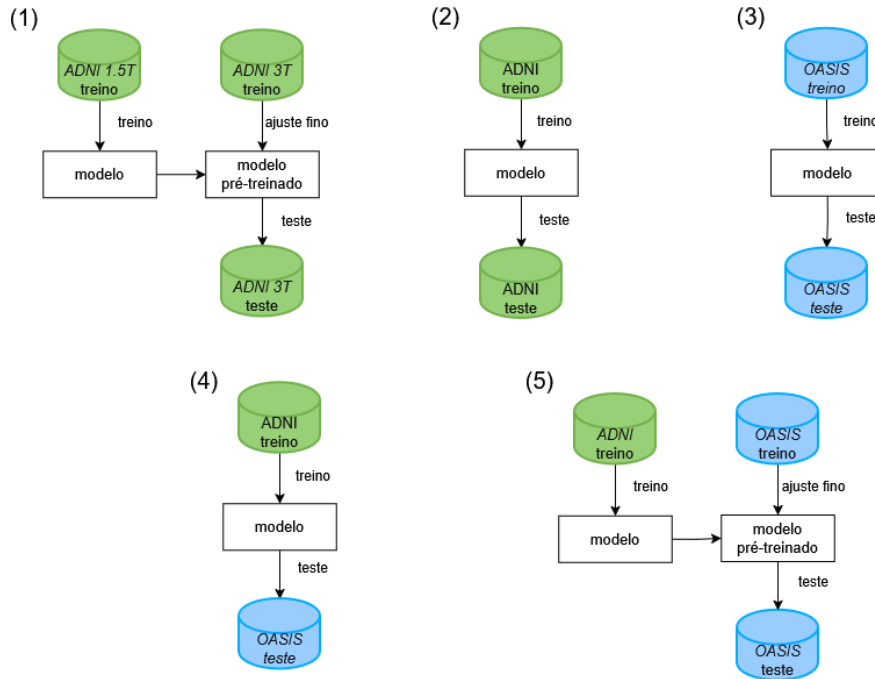 (1)
ADNI 1.5T
treino
ADNI 3T
treino
treino
ajuste fino
modelo
modelo
pré-treinado
teste
ADNI 3T
teste
(2)
ADNI
treino
treino
modelo
teste
ADNI
teste
(3)
OASIS
treino
treino
modelo
teste
OASIS
teste
(4)
ADNI
treino
treino
modelo
teste
OASIS
teste
(5)
ADNI
treino
OASIS
treino
treino
ajuste fino
modelo
modelo
pré-treinado
teste
OASIS
teste